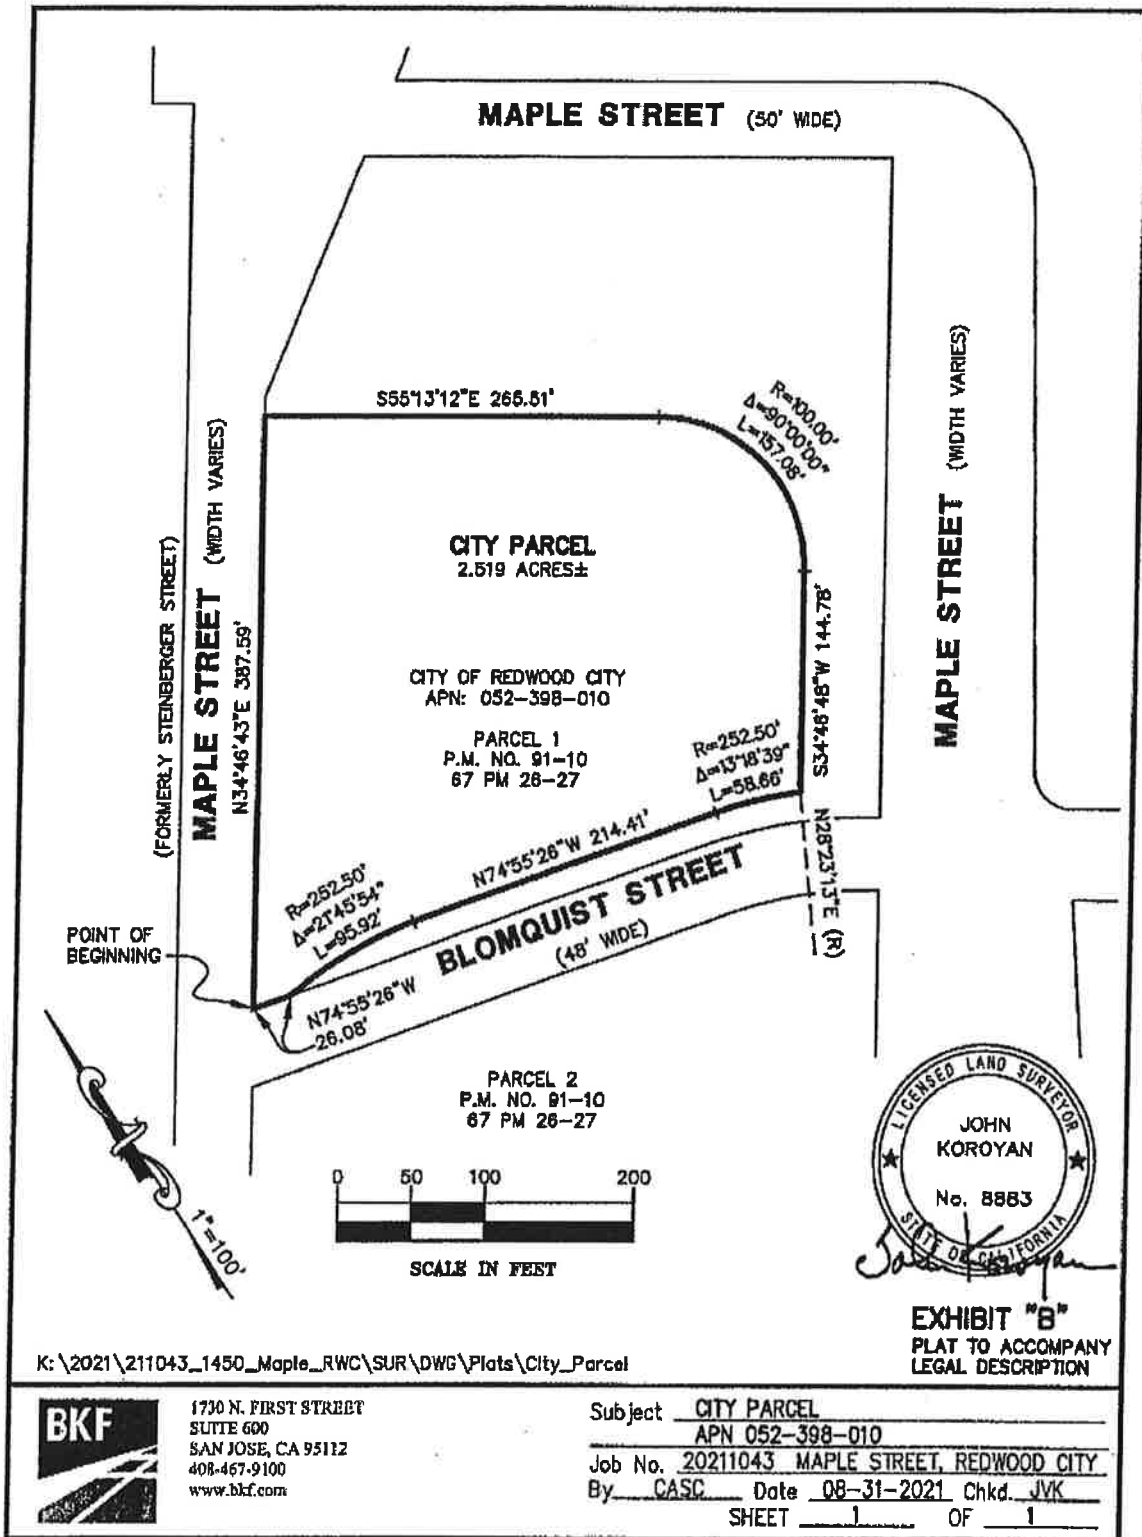 MAPLE STREET (50' WIDE)
S55°13'12"E 266.51'
R=100.00'
Δ=90°00'00"
L=157.08'
(FORMERLY STEINBERGER STREET)
MAPLE STREET (WIDTH VARIES)
N34°46'43"E 387.59'
CITY PARCEL
2.519 ACRES±
CITY OF REDWOOD CITY
APN: 052-398-010
PARCEL 1
P.M. NO. 91-10
67 PM 26-27
S34°46'48"W 144.78'
MAPLE STREET (WIDTH VARIES)
R=252.50'
Δ=13°18'39"
L=58.66'
N74°55'26"W 214.41'
R=252.50'
Δ=21°45'54"
L=95.92'
BLOMQUIST STREET
(48' WIDE)
N28°23'13"E (R)
POINT OF
BEGINNING
N74°55'26"W
26.08'
PARCEL 2
P.M. NO. 91-10
67 PM 26-27
1"=100'
0 50 100 200
SCALE IN FEET
LICENSED LAND SURVEYOR
JOHN
KOROYAN
No. 8883
STATE OF CALIFORNIA
EXHIBIT "B"
PLAT TO ACCOMPANY
LEGAL DESCRIPTION
K:\2021\211043_1450_Maple_RWC\SUR\DWG\Plats\City_Parcel
BKF
1730 N. FIRST STREET
SUITE 600
SAN JOSE, CA 95112
408-467-9100
www.bkf.com
Subject CITY PARCEL
APN 052-398-010
Job No. 20211043 MAPLE STREET, REDWOOD CITY
By CASC Date 08-31-2021 Chkd. JVK
SHEET 1 OF 1